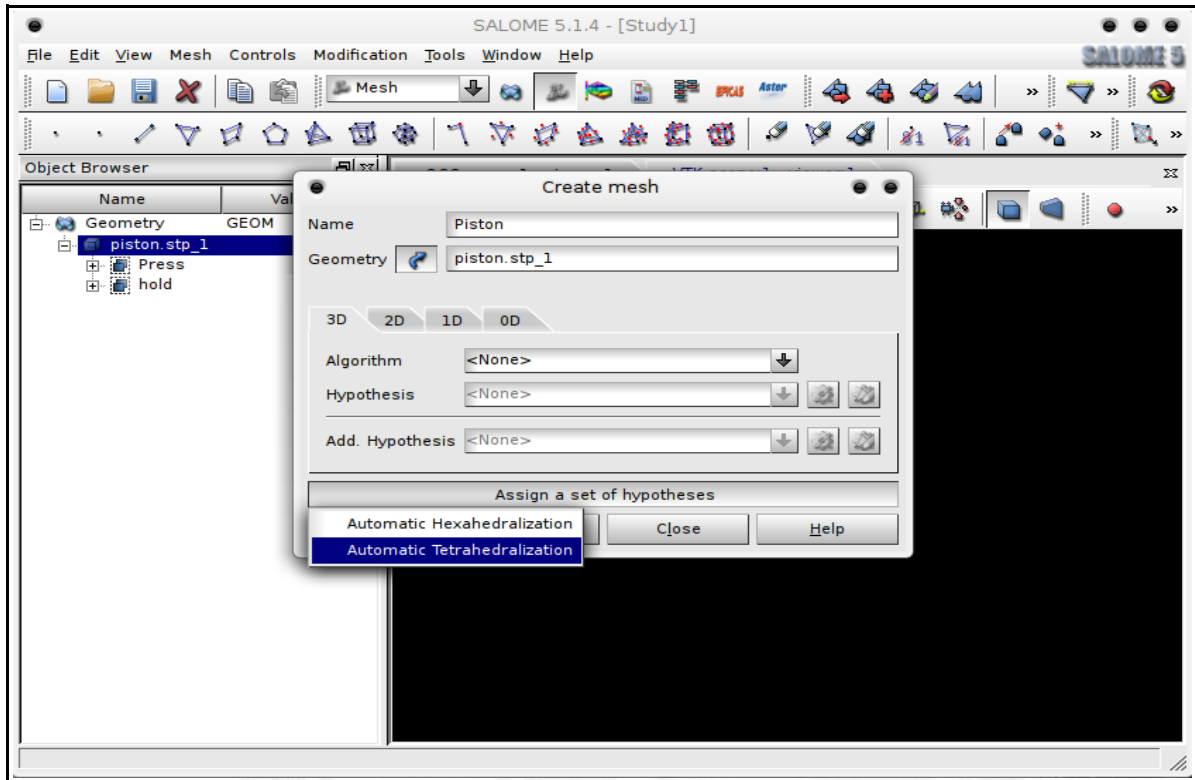 SALOME 5.1.4 - [Study1]
File Edit View Mesh Controls Modification Tools Window Help
SALOME 5
Mesh
MED
EFICAS
Aster
»
»
»
»
Object Browser
Name
Geometry GEOM
piston.stp_1
Press
hold
»
Create mesh
Name Piston
Geometry piston.stp_1
3D 2D 1D 0D
Algorithm <None>
Hypothesis <None>
Add. Hypothesis <None>
Assign a set of hypotheses
Automatic Hexahedralization
Automatic Tetrahedralization
Close Help